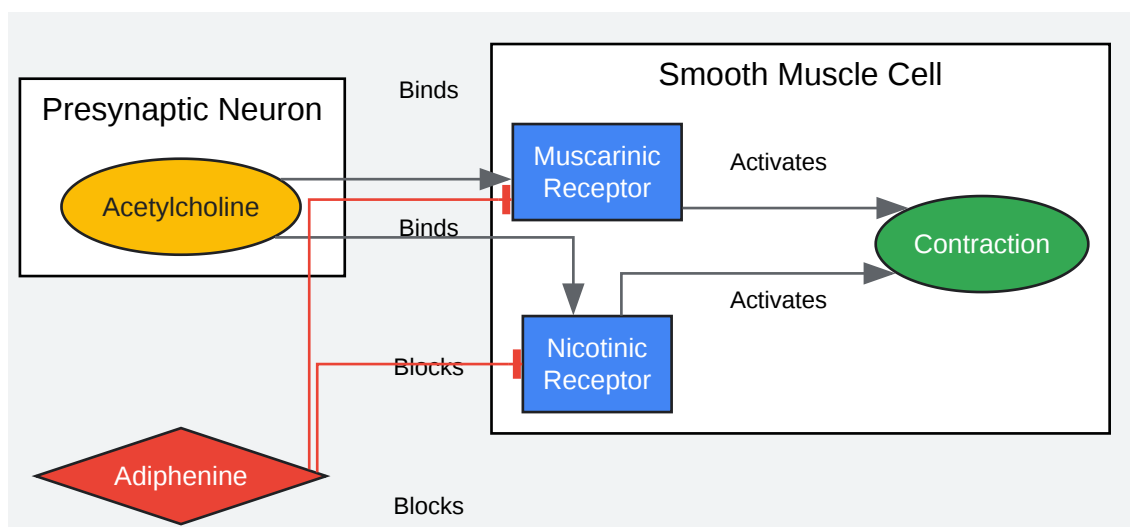 Smooth Muscle Cell
Binds
Presynaptic Neuron
Muscarinic
Receptor
Activates
Acetylcholine
Binds
Contraction
Activates
Nicotinic
Receptor
Blocks
Adiphenine
Blocks